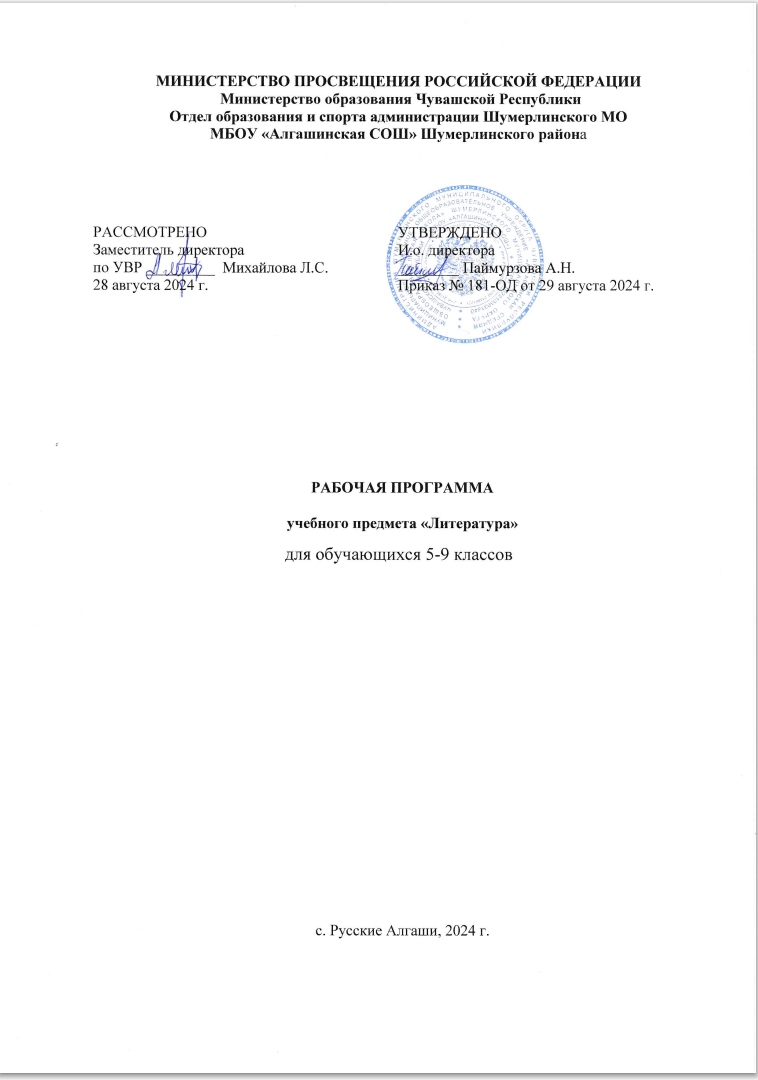 МИНИСТЕРСТВО ПРОСВЕЩЕНИЯ РОССИЙСКОЙ ФЕДЕРАЦИИ
Министерство образования Чувашской Республики
Отдел образования и спорта администрации Шумерлинского МО
МБОУ «Алгашинская СОШ» Шумерлинского района
РАССМОТРЕНО
Заместитель директора
по УВР _________ Михайлова Л.С.
28 августа 2024 г.
УТВЕРЖДЕНО
И.о. директора
________ Паймурзова А.Н.
Приказ № 181-ОД от 29 августа 2024 г.
РАБОЧАЯ ПРОГРАММА
учебного предмета «Литература»
для обучающихся 5-9 классов
с. Русские Алгаши, 2024 г.